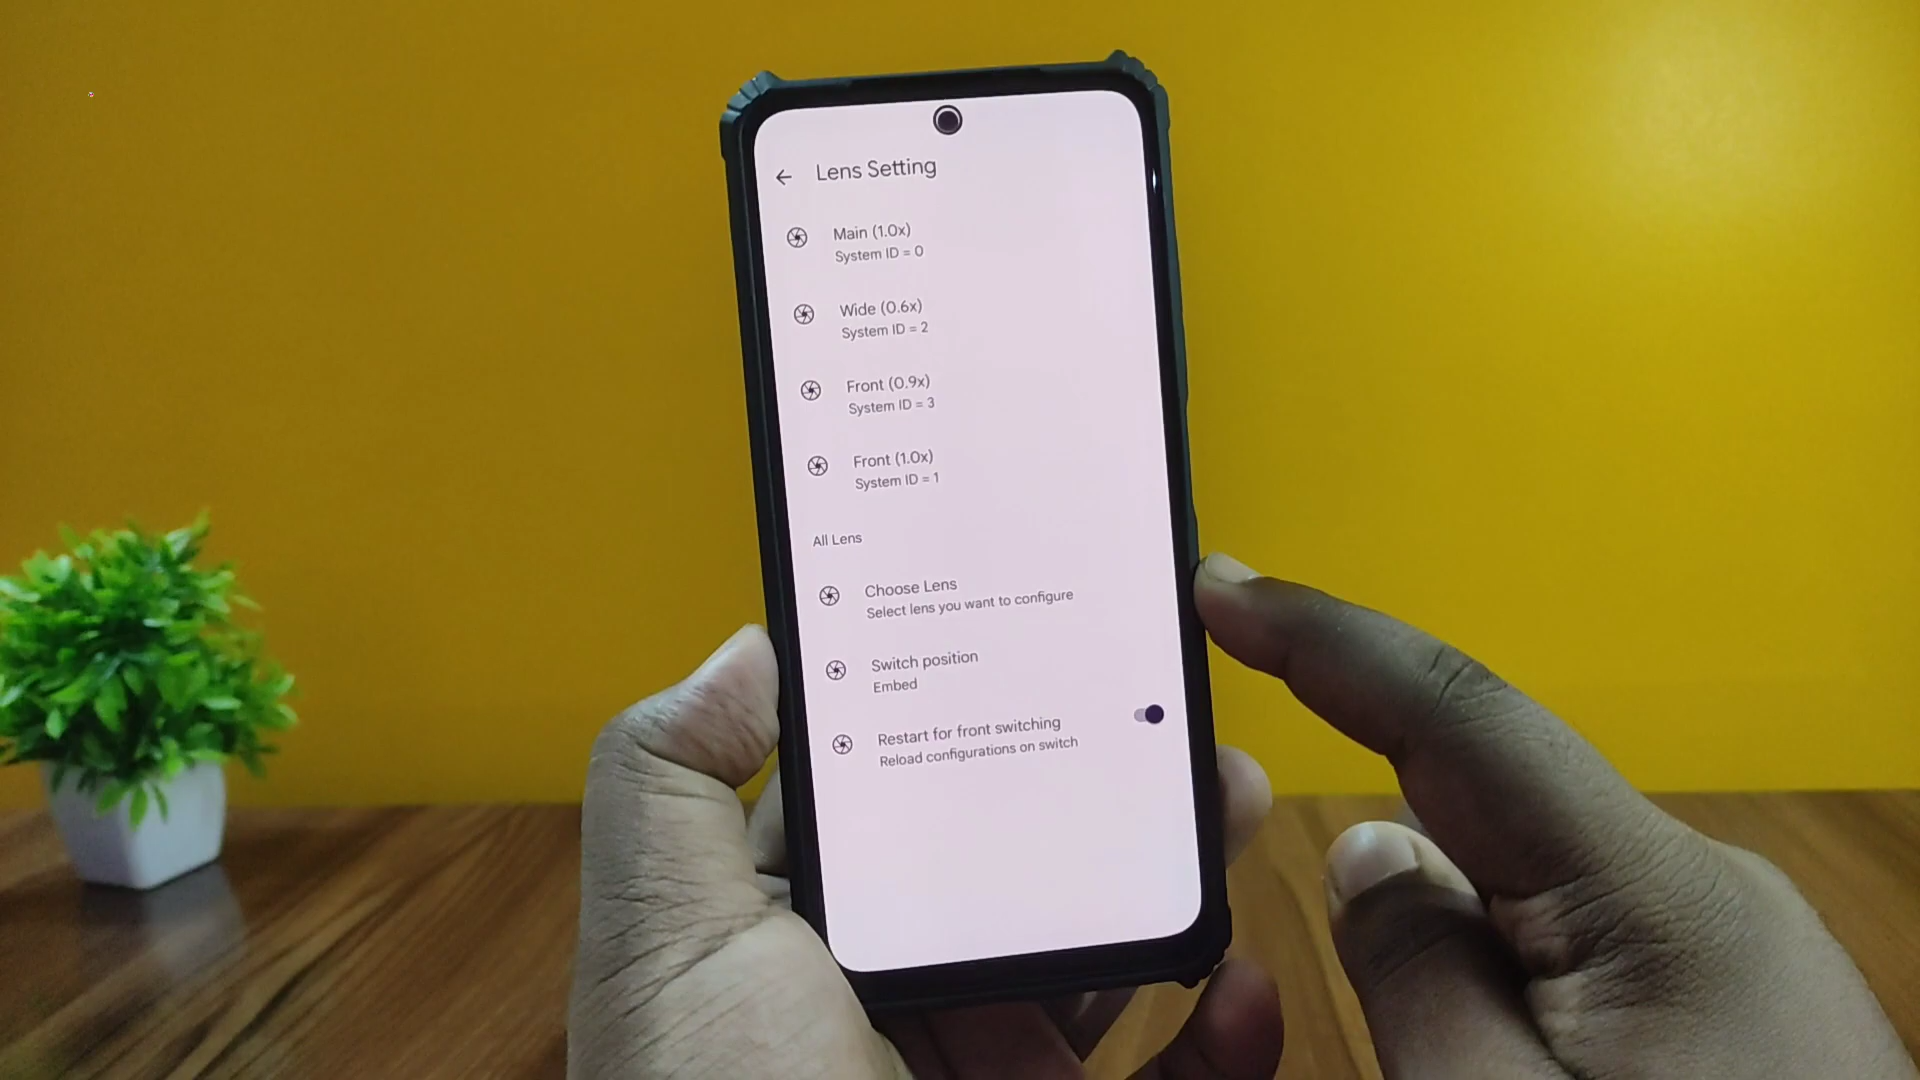 Lens Setting
Main (1.0x)
System ID = 0
Wide (0.6x)
System ID = 2
Front (0.9x)
System ID = 3
Front (1.0x)
System ID = 1
All Lens
Choose Lens
Select lens you want to configure
Switch position
Embed
Restart for front switching
Reload configurations on switch